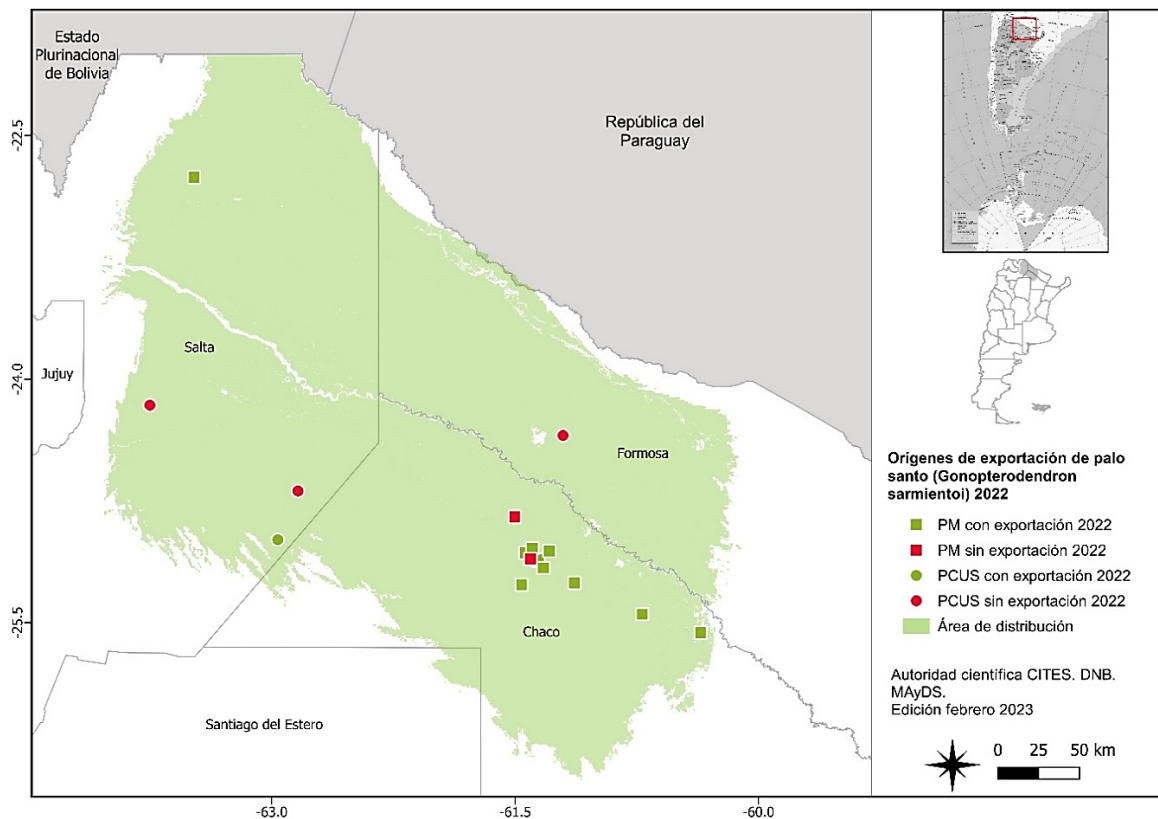 Estado
Plurinacional
de Bolivia
República del
Paraguay
-22.5
-24.0
-25.5
Salta
Jujuy
Formosa
Chaco
Santiago del Estero
-63.0
-61.5
-60.0
Orígenes de exportación de palo
santo (Gonopterodendron
sarmientoi) 2022
PM con exportación 2022
PM sin exportación 2022
PCUS con exportación 2022
PCUS sin exportación 2022
Área de distribución
Autoridad científica CITES. DNB.
MAyDS.
Edición febrero 2023
0 25 50 km